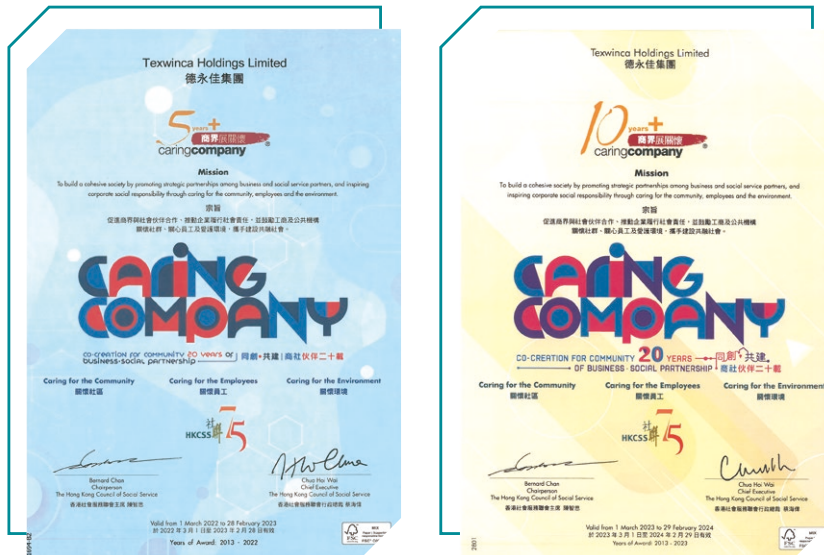 Texwinca Holdings Limited
德永佳集團
5 years+
商界展關懷
caringcompany®
Mission
To build a cohesive society by promoting strategic partnerships among business and social service partners, and inspiring
corporate social responsibility through caring for the community, employees and the environment.
宗旨
促進商界與社會伙伴合作，推動企業履行社會責任，並鼓勵工商及公共機構
關懷社群、關心員工及愛護環境，攜手建設共融社會。
CARING
COMPANY
CO-CREATION FOR COMMUNITY 20 YEARS OF
BUSINESS·SOCIAL PARTNERSHIP
同創+共建 | 商社伙伴二十載
Caring for the Community
關懷社區
Caring for the Employees
關懷員工
Caring for the Environment
關懷環境
HKCSS 社聯 75
Bernard Chan
Chairperson
The Hong Kong Council of Social Service
香港社會服務聯會主席 陳智思
Chua Hoi Wai
Chief Executive
The Hong Kong Council of Social Service
香港社會服務聯會行政總裁 蔡海偉
Valid from 1 March 2022 to 28 February 2023
於 2022 年 3 月 1 日至 2023 年 2 月 28 日有效
Years of Award: 2013 - 2022
MIX
FSC
Texwinca Holdings Limited
德永佳集團
10 years+
商界展關懷
caringcompany®
Mission
To build a cohesive society by promoting strategic partnerships among business and social service partners, and
inspiring corporate social responsibility through caring for the community, employees and the environment.
宗旨
促進商界與社會伙伴合作，推動企業履行社會責任，並鼓勵工商及公共機構
關懷社群、關心員工及愛護環境，攜手建設共融社會。
CARING
COMPANY
CO-CREATION FOR COMMUNITY 20 YEARS
OF BUSINESS·SOCIAL PARTNERSHIP
同創+共建
商社伙伴二十載
Caring for the Community
關懷社區
Caring for the Employees
關懷員工
Caring for the Environment
關懷環境
HKCSS 社聯 75
Bernard Chan
Chairperson
The Hong Kong Council of Social Service
香港社會服務聯會主席 陳智思
Chua Hoi Wai
Chief Executive
The Hong Kong Council of Social Service
香港社會服務聯會行政總裁 蔡海偉
Valid from 1 March 2023 to 29 February 2024
於 2023 年 3 月 1 日至 2024 年 2 月 29 日有效
Years of Award: 2013 - 2023
MIX
FSC